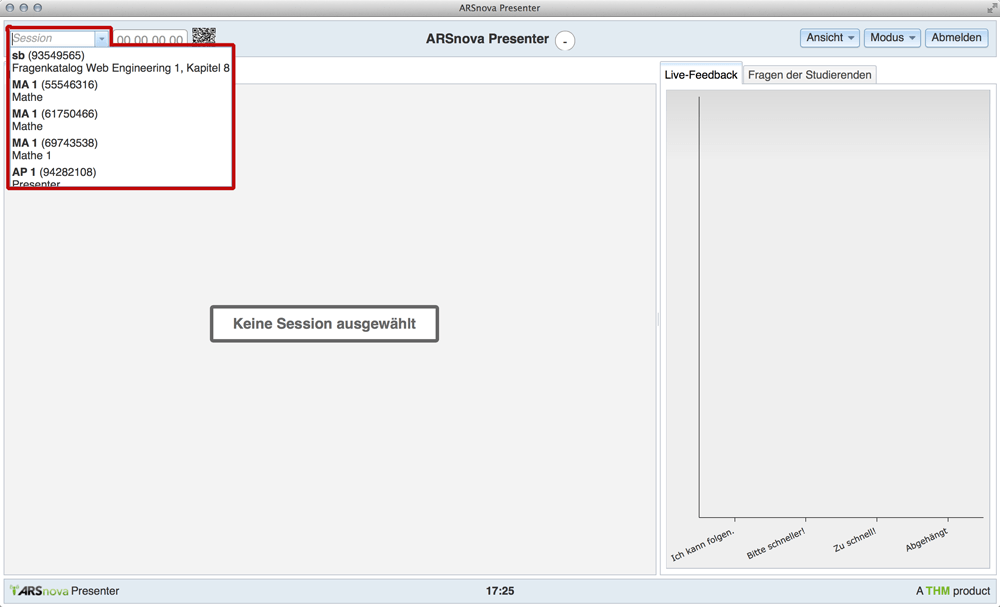 ARSnova Presenter
Session
00 00 00 00
ARSnova Presenter
-
Ansicht
Modus
Abmelden
sb (93549565)
Fragenkatalog Web Engineering 1, Kapitel 8
MA 1 (55546316)
Mathe
MA 1 (61750466)
Mathe
MA 1 (69743538)
Mathe 1
AP 1 (94282108)
Presenter
Live-Feedback
Fragen der Studierenden
Keine Session ausgewählt
Ich kann folgen.
Bitte schneller!
Zu schnell!
Abgehängt
ARSnova Presenter
17:25
A THM product